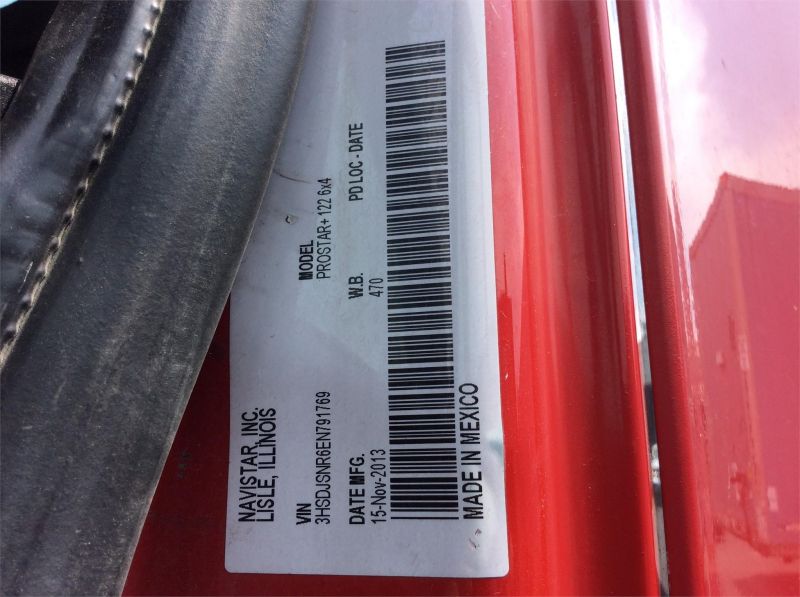 NAVISTAR, INC.
LISLE, ILLINOIS
VIN MODEL
3HSDJSNR6EN791769 PROSTAR+ 122 6x4
DATE MFG. W.B. PD LOC - DATE
15-Nov-2013 470
MADE IN MEXICO